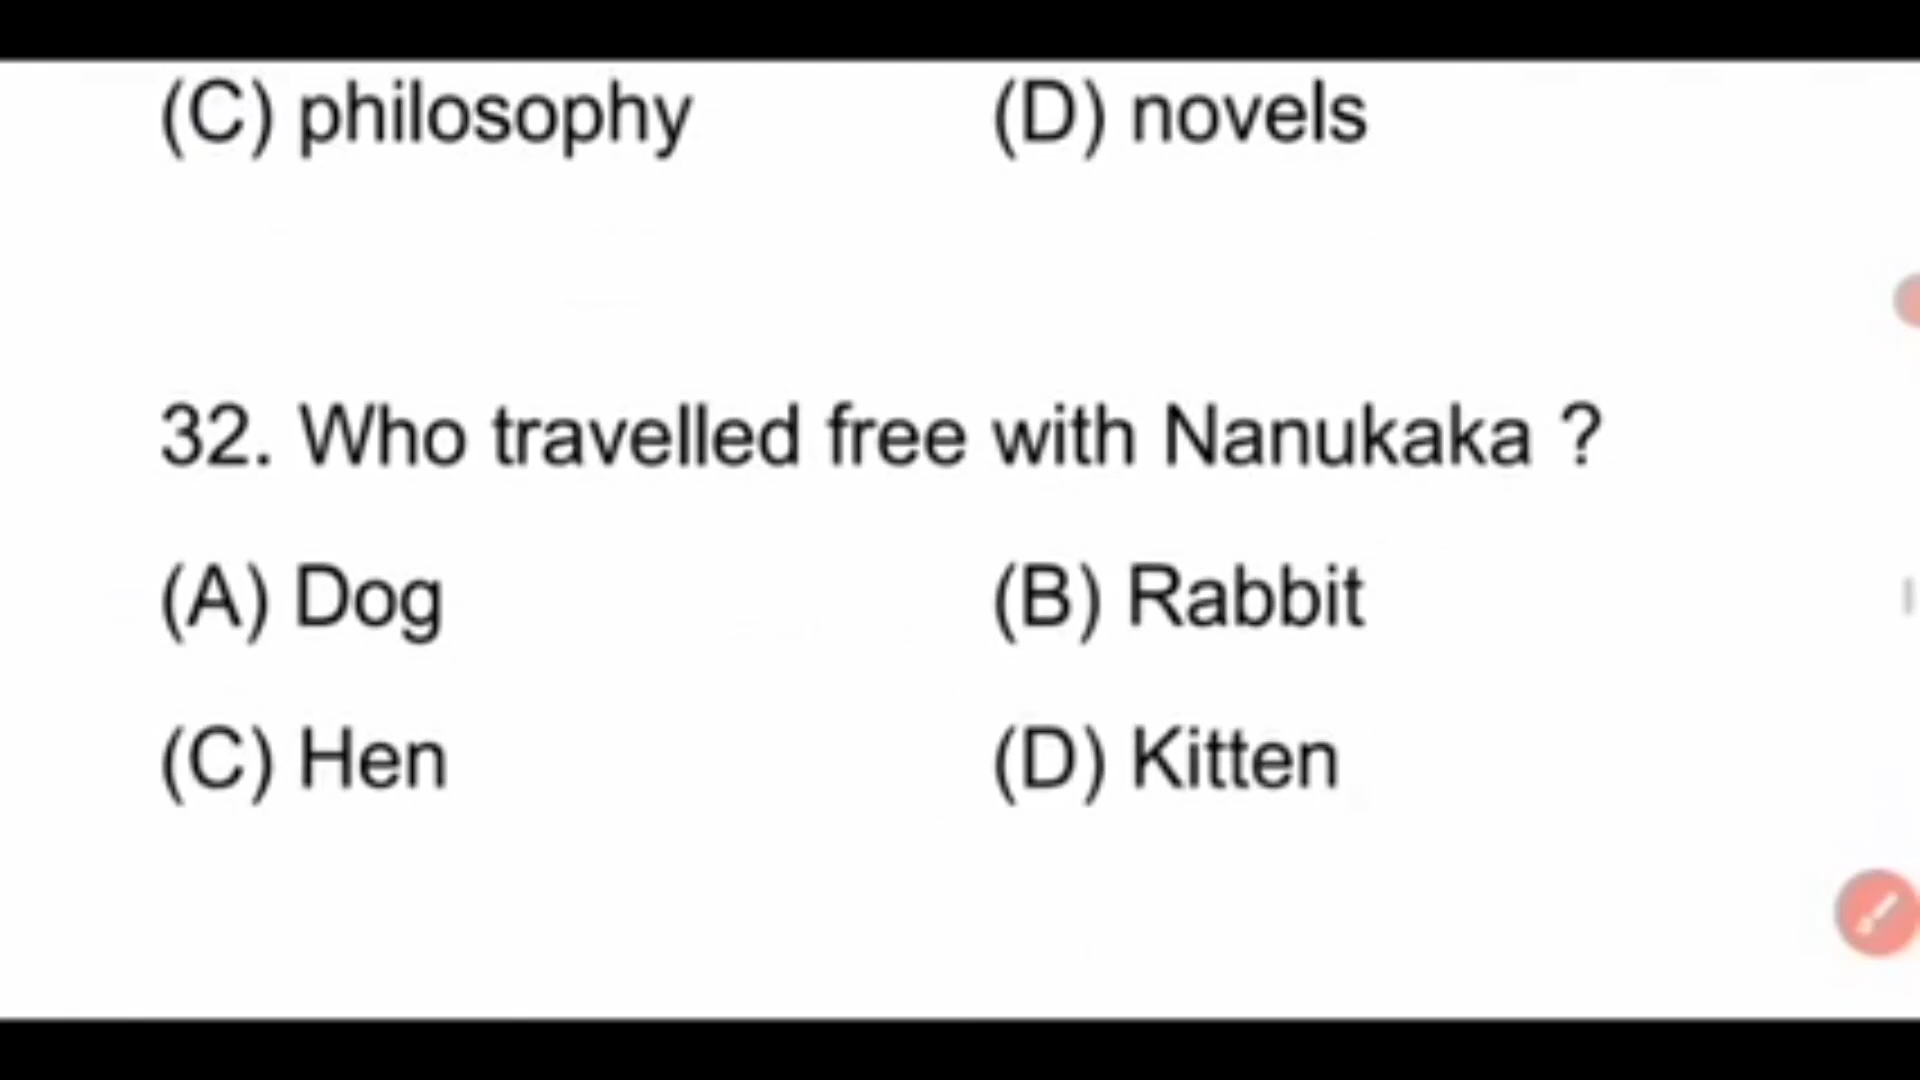 (C) philosophy (D) novels
32. Who travelled free with Nanukaka ?
(A) Dog (B) Rabbit
(C) Hen (D) Kitten